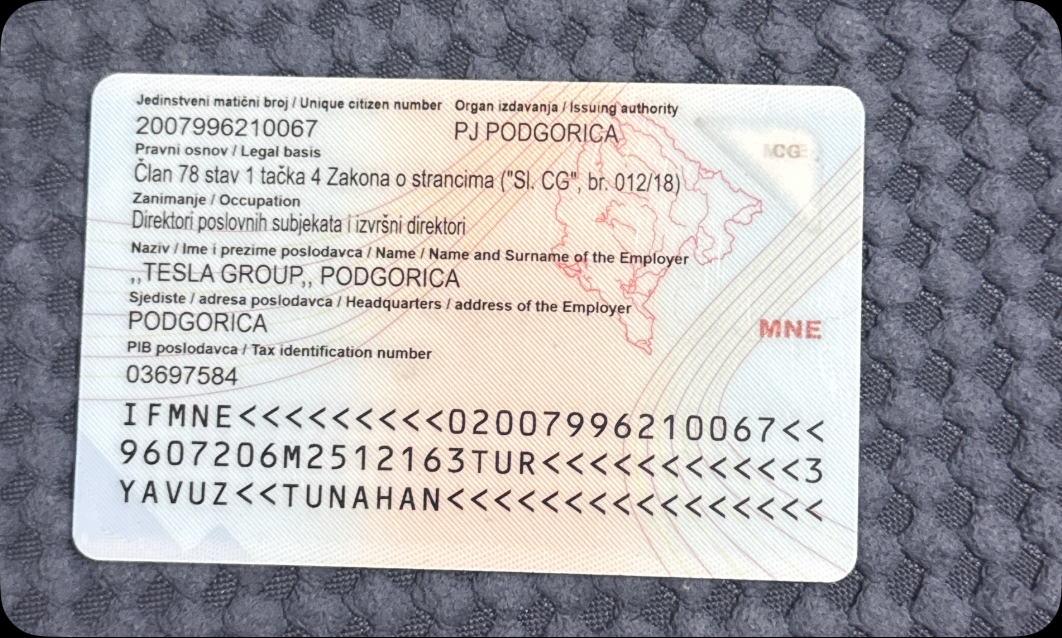 Jedinstveni matični broj / Unique citizen number Organ izdavanja / Issuing authority
2007996210067 PJ PODGORICA
Pravni osnov / Legal basis
Član 78 stav 1 tačka 4 Zakona o strancima ("Sl. CG", br. 012/18)
Zanimanje / Occupation
Direktori poslovnih subjekata i izvršni direktori
Naziv / Ime i prezime poslodavca / Name / Name and Surname of the Employer
,,TESLA GROUP,, PODGORICA
Sjediste / adresa poslodavca / Headquarters / address of the Employer
PODGORICA
MNE
PIB poslodavca / Tax identification number
03697584
IFMNE<<<<<<<<<02007996210067<<
9607206M2512163TUR<<<<<<<<<<<3
YAVUZ<<TUNAHAN<<<<<<<<<<<<<<<<